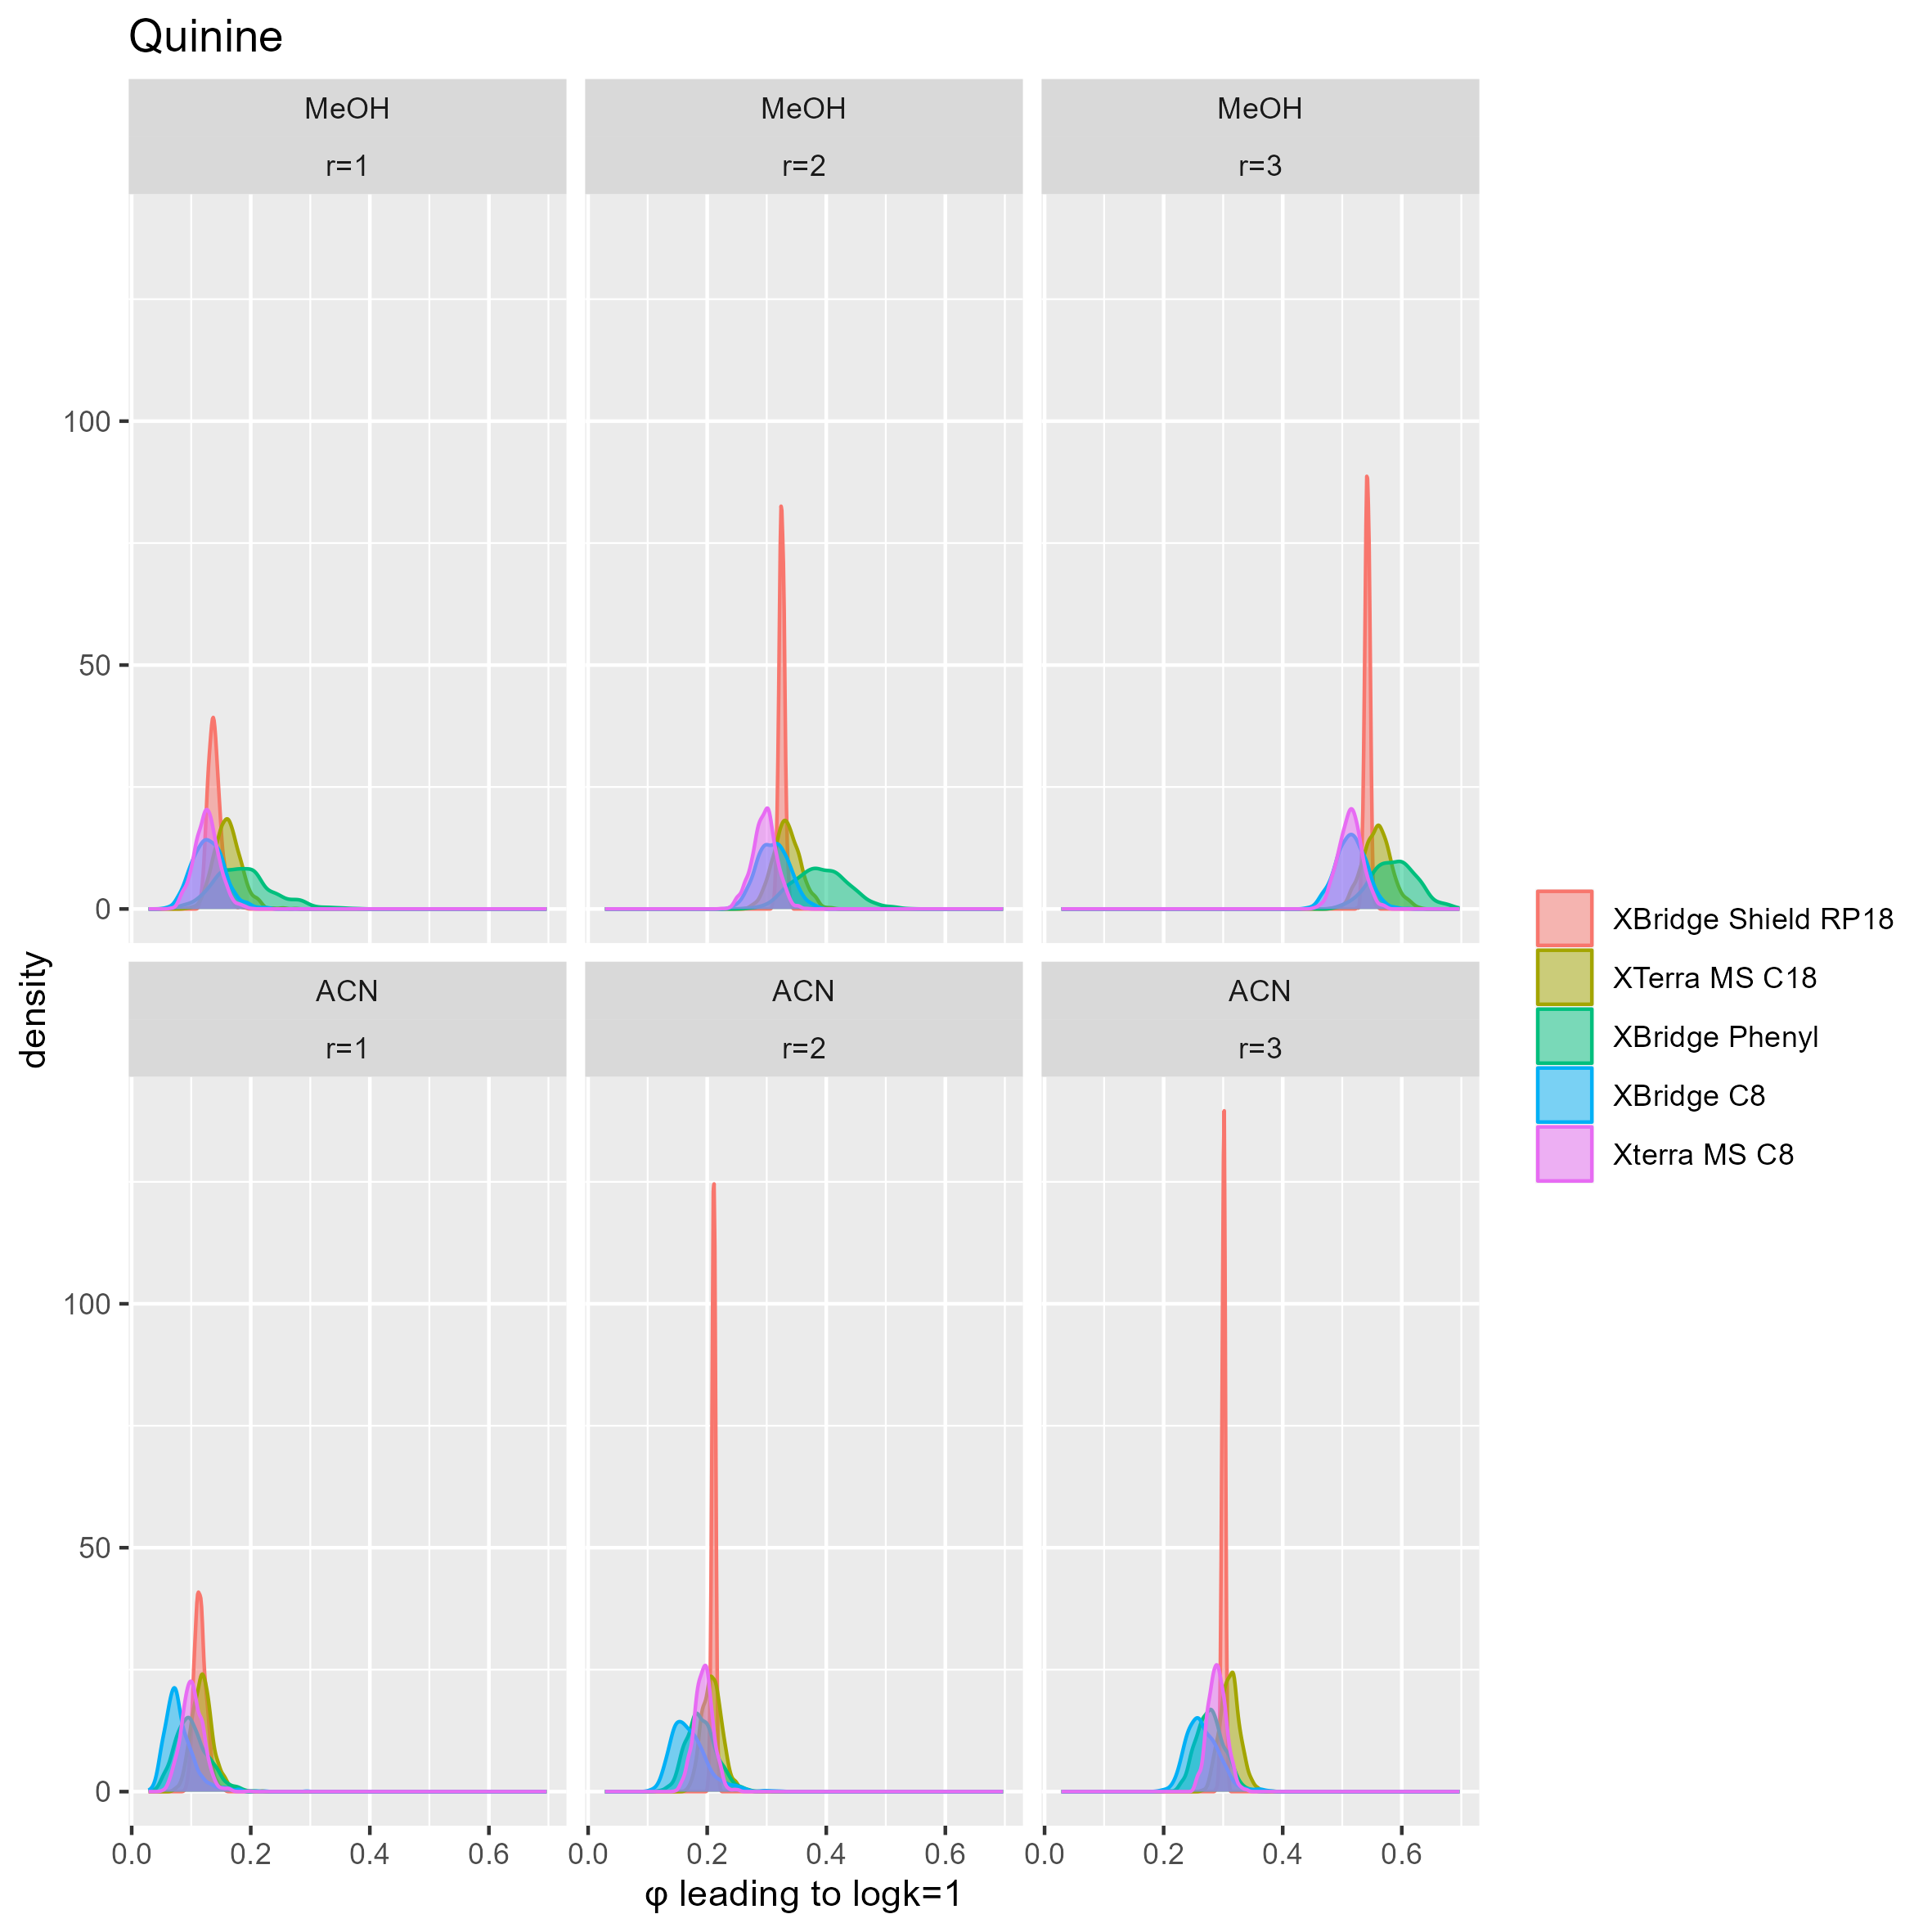 Quinine
MeOH
MeOH
MeOH
r=1
r=2
r=3
100
50
0
ACN
ACN
ACN
r=1
r=2
r=3
100
50
0
0.0 0.2 0.4 0.6
0.0 0.2 0.4 0.6
0.0 0.2 0.4 0.6
φ leading to logk=1
density
XBridge Shield RP18
XTerra MS C18
XBridge Phenyl
XBridge C8
Xterra MS C8